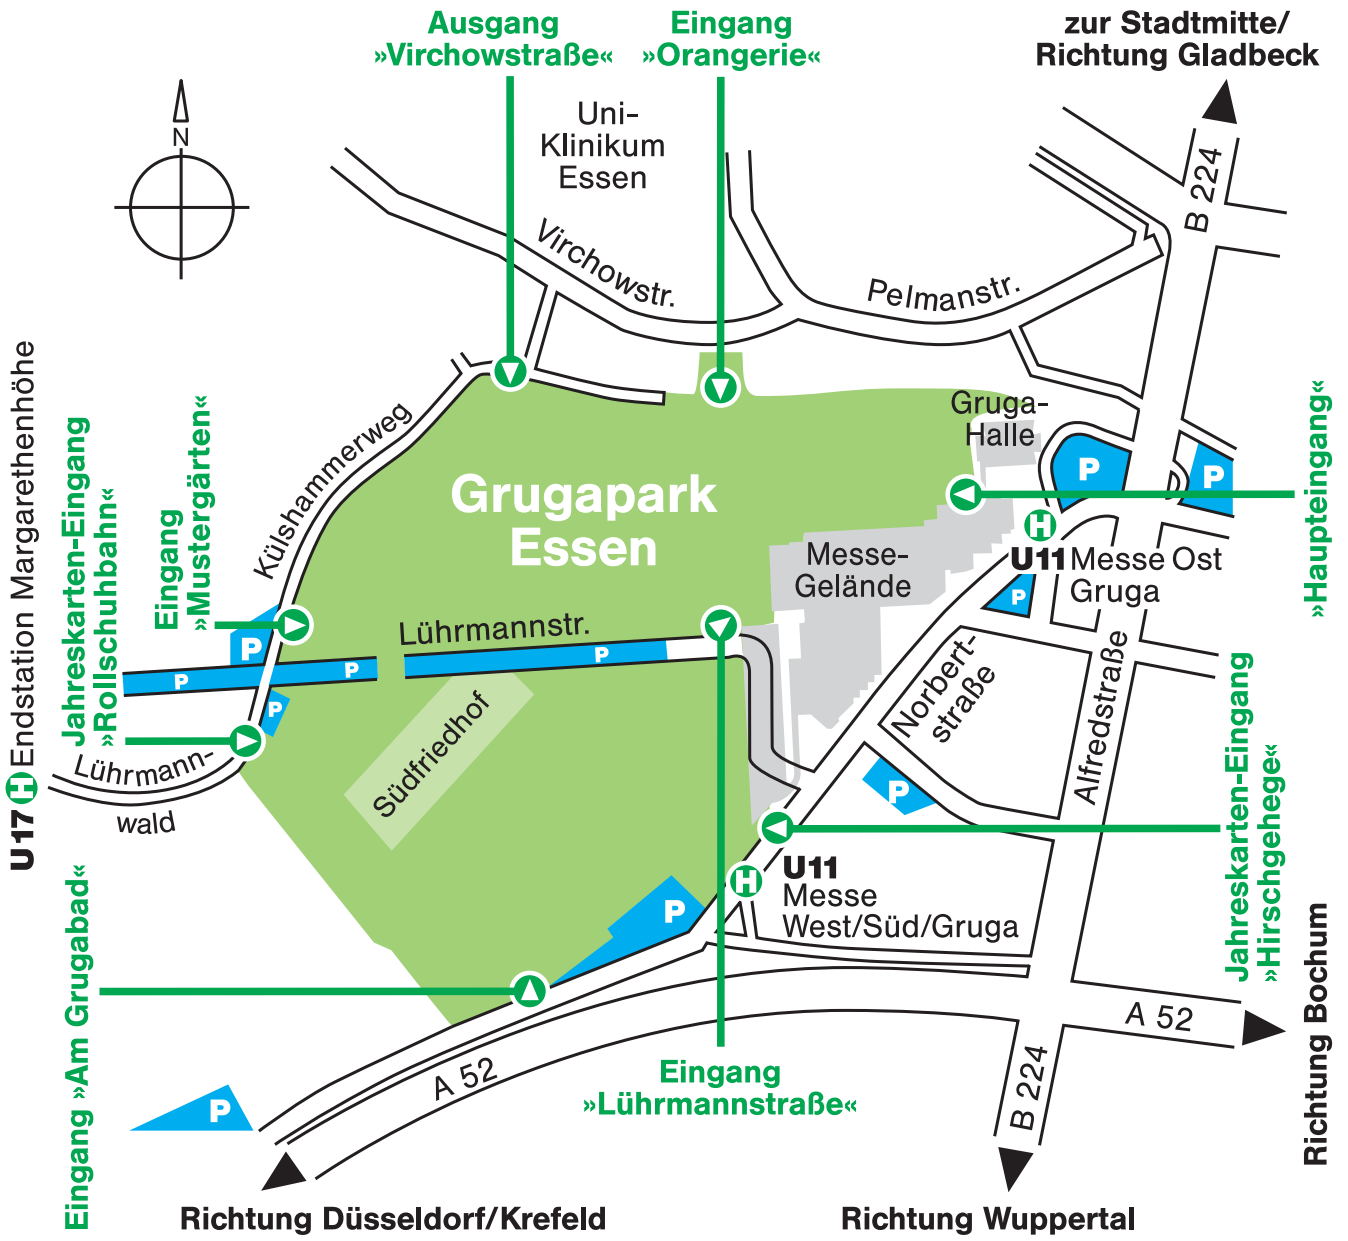 Ausgang
»Virchowstraße«
Eingang
»Orangerie«
zur Stadtmitte/
Richtung Gladbeck
N
Uni-
Klinikum
Essen
B 224
Virchowstr.
Pelmanstr.
Gruga-
Halle
P
P
Külshammerweg
Grugapark
Essen
»Haupteingang«
H
U11 Messe Ost
Gruga
Messe-
Gelände
P
U17 H Endstation Margarethenhöhe
Jahreskarten-Eingang
»Rollschuhbahn«
Eingang
»Mustergärten«
P
Lührmannstr.
P
P
P
P
Norbert-
straße
Alfredstraße
Südfriedhof
Lührmann-
wald
P
Jahreskarten-Eingang
»Hirschgehege«
H
U11
Messe
West/Süd/Gruga
P
Eingang »Am Grugabad«
A 52
A 52
B 224
Richtung Bochum
Eingang
»Lührmannstraße«
P
Richtung Düsseldorf/Krefeld
Richtung Wuppertal